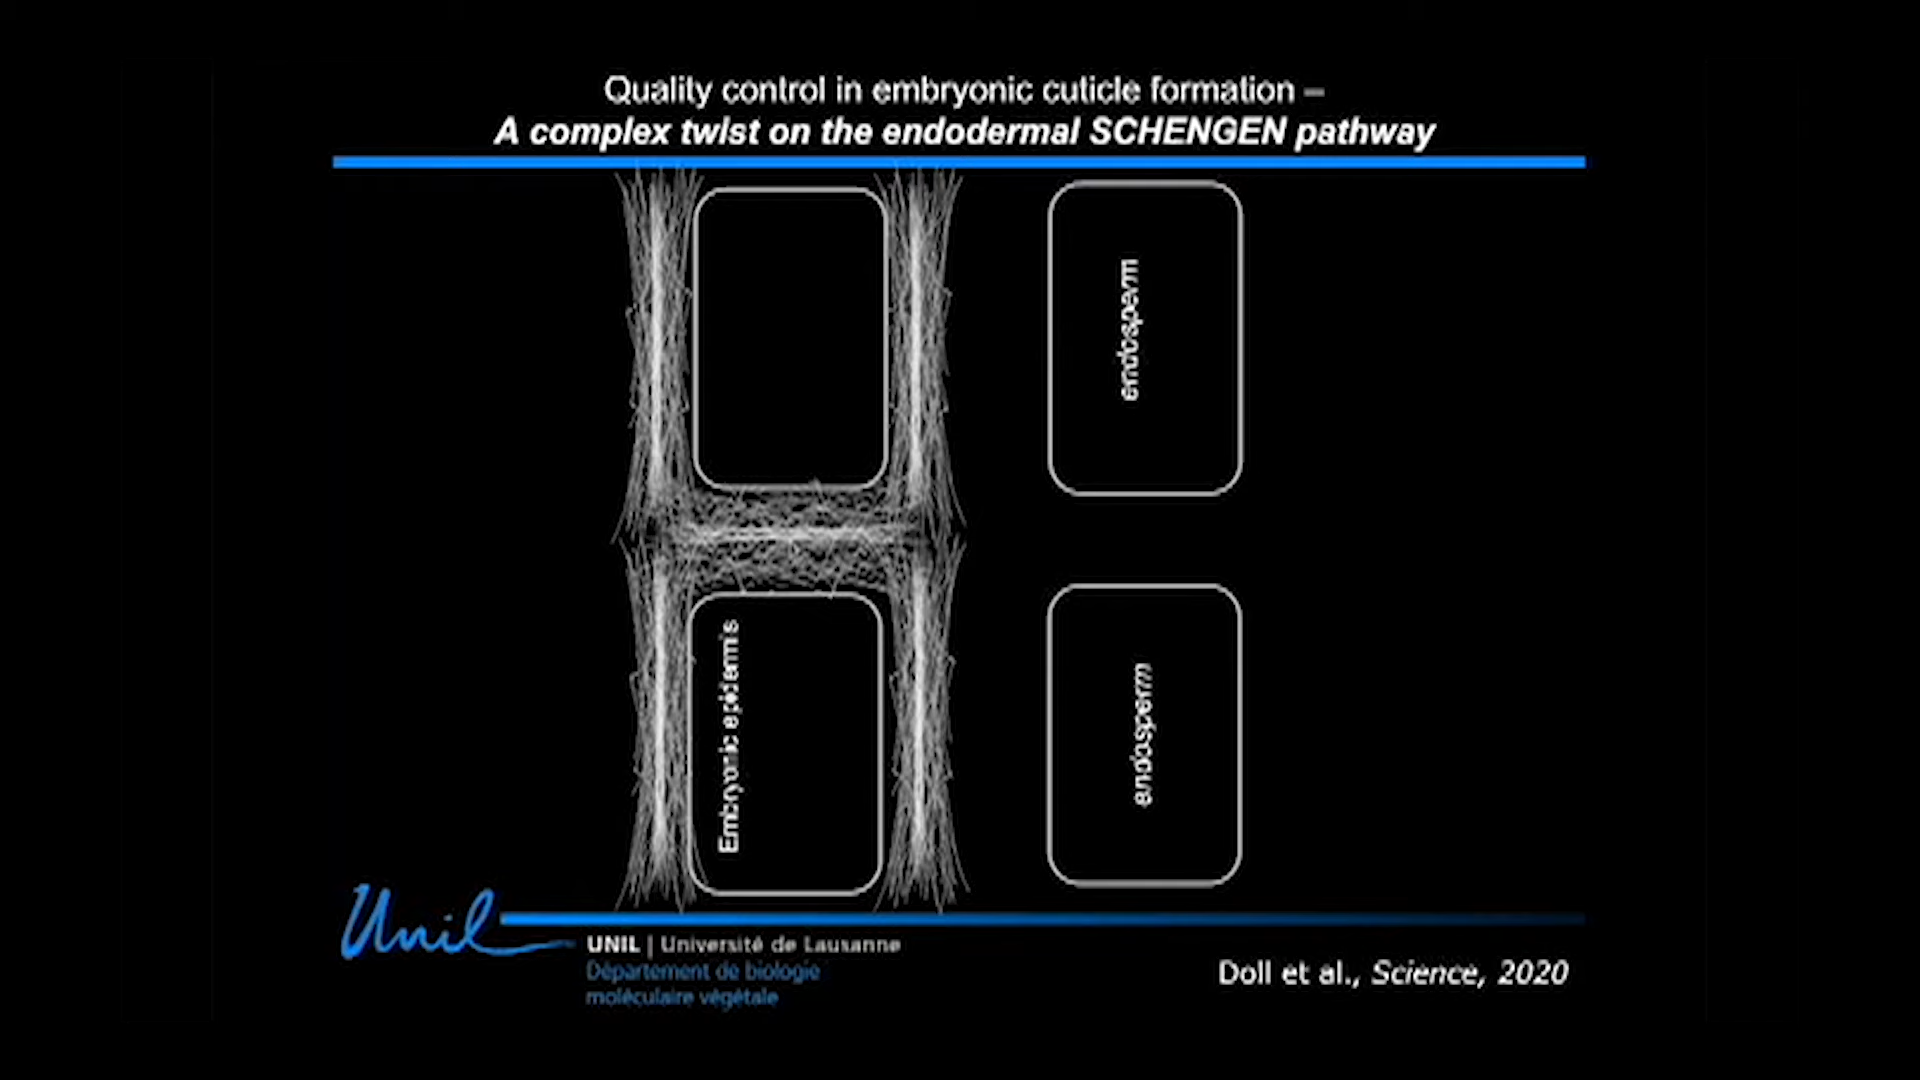 Quality control in embryonic cuticle formation –
A complex twist on the endodermal SCHENGEN pathway
endosperm
Embryonic epidermis
endosperm
Unil
UNIL | Université de Lausanne
Département de biologie
moléculaire végétale
Doll et al., Science, 2020